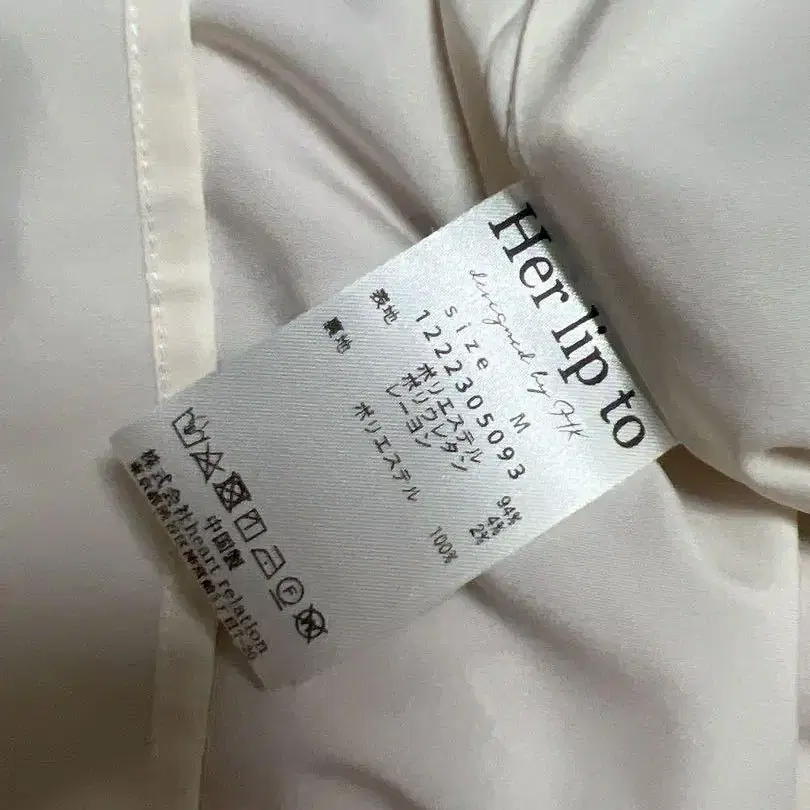 Her lip to
designed by HK
size M
1222305093
表地 ポリエステル 94%
ポリウレタン 4%
レーヨン 2%
裏地 ポリエステル 100%
F
中国製
株式会社heart relation